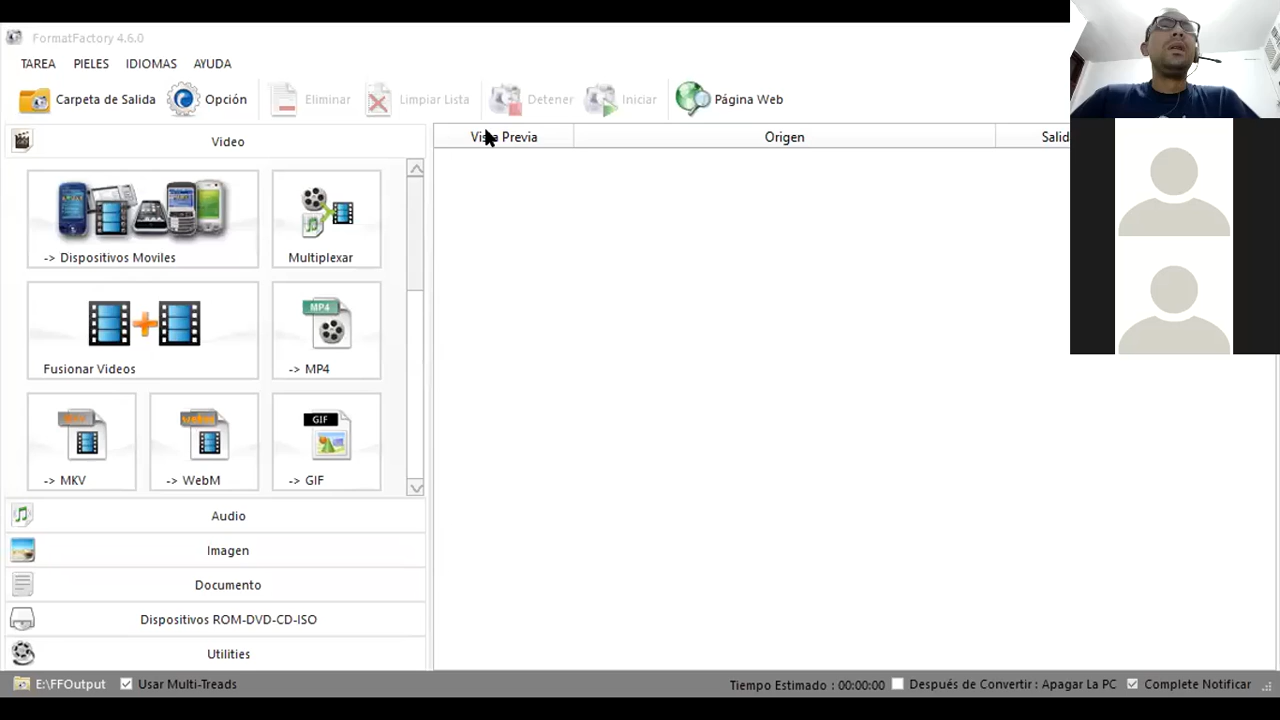 FormatFactory 4.6.0
TAREA PIELES IDIOMAS AYUDA
Carpeta de Salida Opción Eliminar Limpiar Lista Detener Iniciar Página Web
Video
Vista Previa Origen Salid
-> Dispositivos Moviles
Multiplexar
Fusionar Videos
MP4
-> MP4
MKV
-> MKV
webm
-> WebM
GIF
-> GIF
Audio
Imagen
Documento
Dispositivos ROM-DVD-CD-ISO
Utilities
E:\FFOutput Usar Multi-Treads Tiempo Estimado : 00:00:00 Después de Convertir : Apagar La PC Complete Notificar